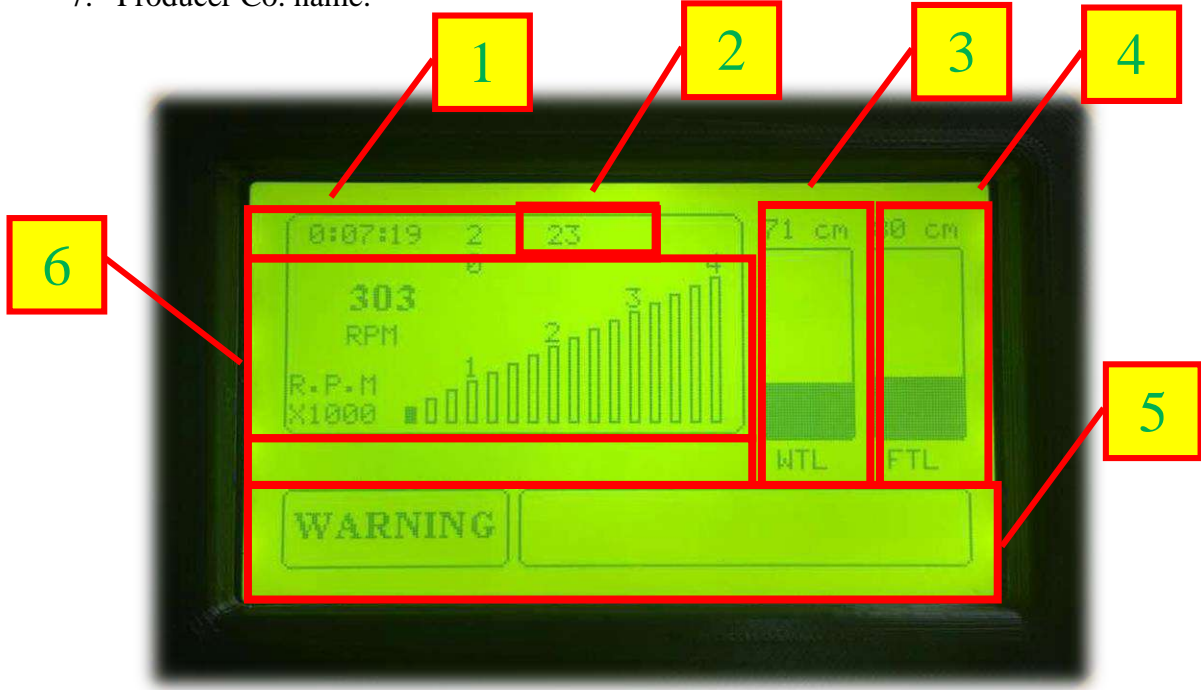 7. Producer Co. name.
1 2 3 4
0:07:19 2 23 71 cm 80 cm
0 4
6 303 3
RPM 2
R.P.M 1
X1000
5
WTL FTL
WARNING